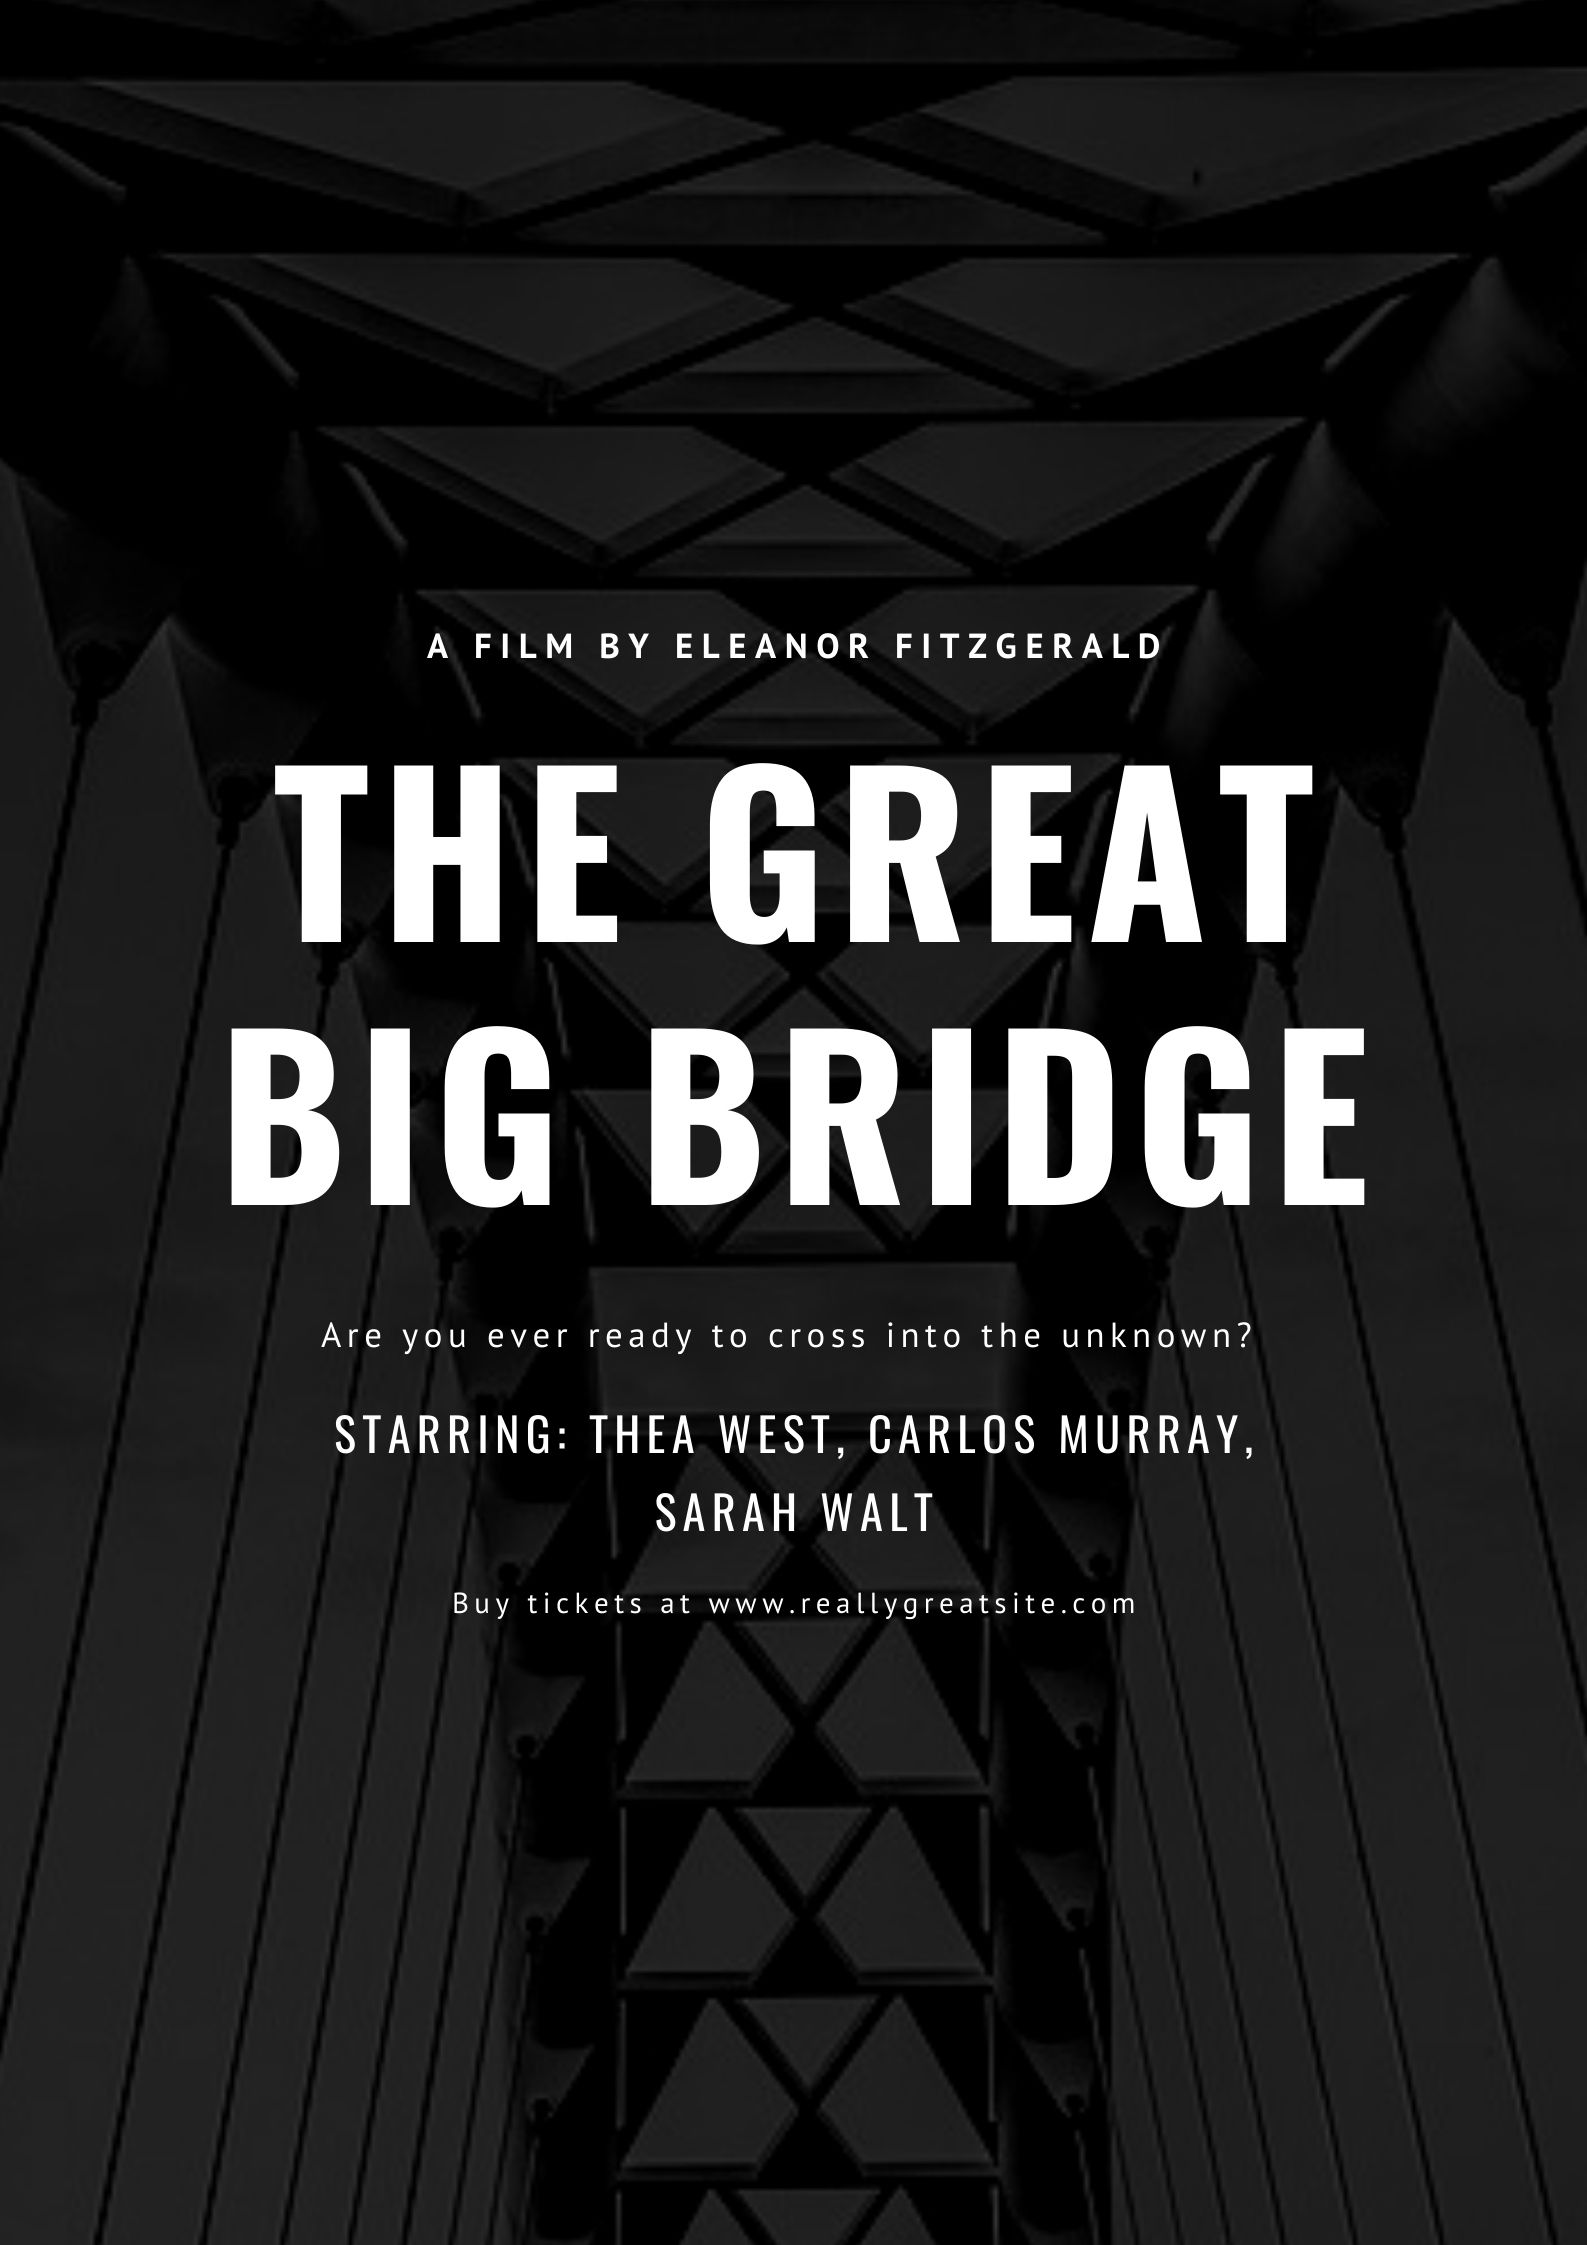 A FILM BY ELEANOR FITZGERALD
THE GREAT
BIG BRIDGE
Are you ever ready to cross into the unknown?
STARRING: THEA WEST, CARLOS MURRAY,
SARAH WALT
Buy tickets at www.reallygreatsite.com